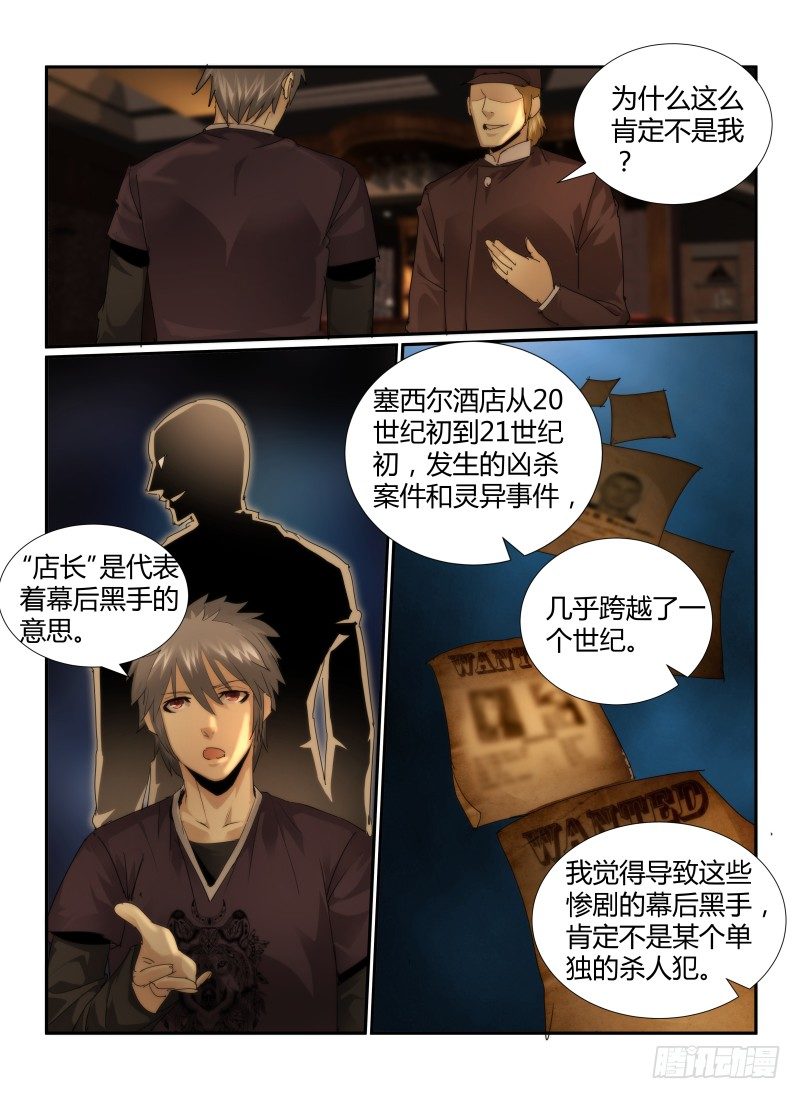 为什么这么
肯定不是我
？
“店长”是代表
着幕后黑手的
意思。
塞西尔酒店从20
世纪初到21世纪
初，发生的凶杀
案件和灵异事件，
几乎跨越了一
个世纪。
WANTED
WANTED
我觉得导致这些
惨剧的幕后黑手，
肯定不是某个单
独的杀人犯。
腾讯动漫